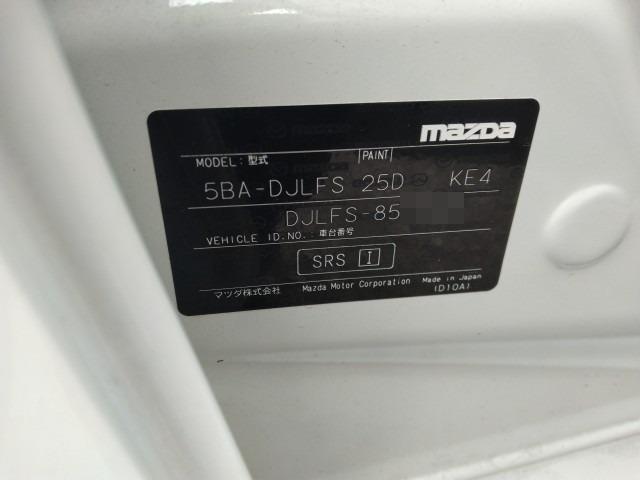 mazda
MODEL: 型式 PAINT
5BA-DJLFS 25D KE4
DJLFS-85
VEHICLE ID.NO.: 車台番号
SRS I
マツダ株式会社 Mazda Motor Corporation Made in Japan
(D10A)